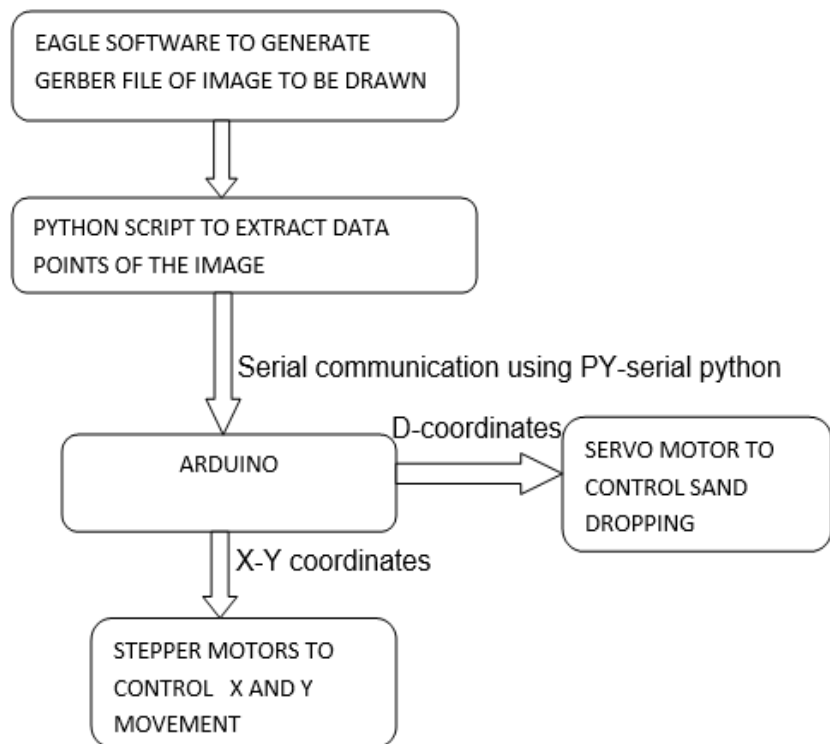 EAGLE SOFTWARE TO GENERATE
GERBER FILE OF IMAGE TO BE DRAWN
PYTHON SCRIPT TO EXTRACT DATA
POINTS OF THE IMAGE
Serial communication using PY-serial python
D-coordinates
ARDUINO
SERVO MOTOR TO
CONTROL SAND
DROPPING
X-Y coordinates
STEPPER MOTORS TO
CONTROL   X AND Y
MOVEMENT